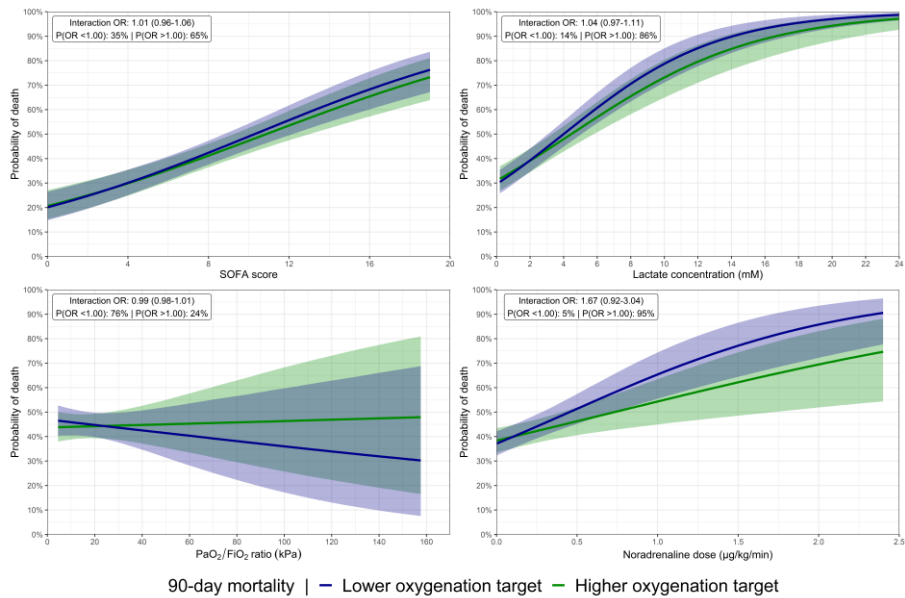 Interaction OR: 1.01 (0.96-1.06)
P(OR <1.00): 35% | P(OR >1.00): 65%
Probability of death
100%
90%
80%
70%
60%
50%
40%
30%
20%
10%
0%
0 4 8 12 16 20
SOFA score
Interaction OR: 1.04 (0.97-1.11)
P(OR <1.00): 14% | P(OR >1.00): 86%
Probability of death
100%
90%
80%
70%
60%
50%
40%
30%
20%
10%
0%
0 2 4 6 8 10 12 14 16 18 20 22 24
Lactate concentration (mM)
Interaction OR: 0.99 (0.98-1.01)
P(OR <1.00): 76% | P(OR >1.00): 24%
Probability of death
100%
90%
80%
70%
60%
50%
40%
30%
20%
10%
0%
0 20 40 60 80 100 120 140 160
PaO₂/FiO₂ ratio (kPa)
Interaction OR: 1.67 (0.92-3.04)
P(OR <1.00): 5% | P(OR >1.00): 95%
Probability of death
100%
90%
80%
70%
60%
50%
40%
30%
20%
10%
0%
0.0 0.5 1.0 1.5 2.0 2.5
Noradrenaline dose (μg/kg/min)
90-day mortality | Lower oxygenation target Higher oxygenation target